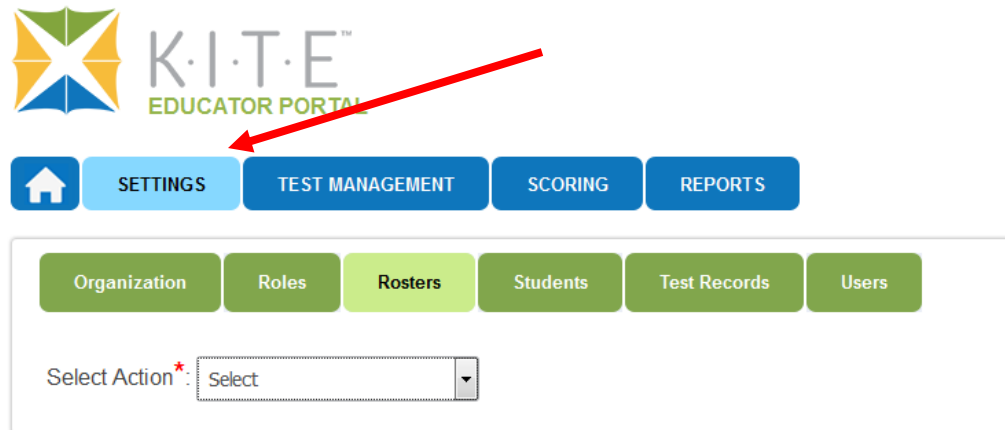 K·I·T·E™
EDUCATOR PORTAL
SETTINGS TEST MANAGEMENT SCORING REPORTS
Organization Roles Rosters Students Test Records Users
Select Action*: Select